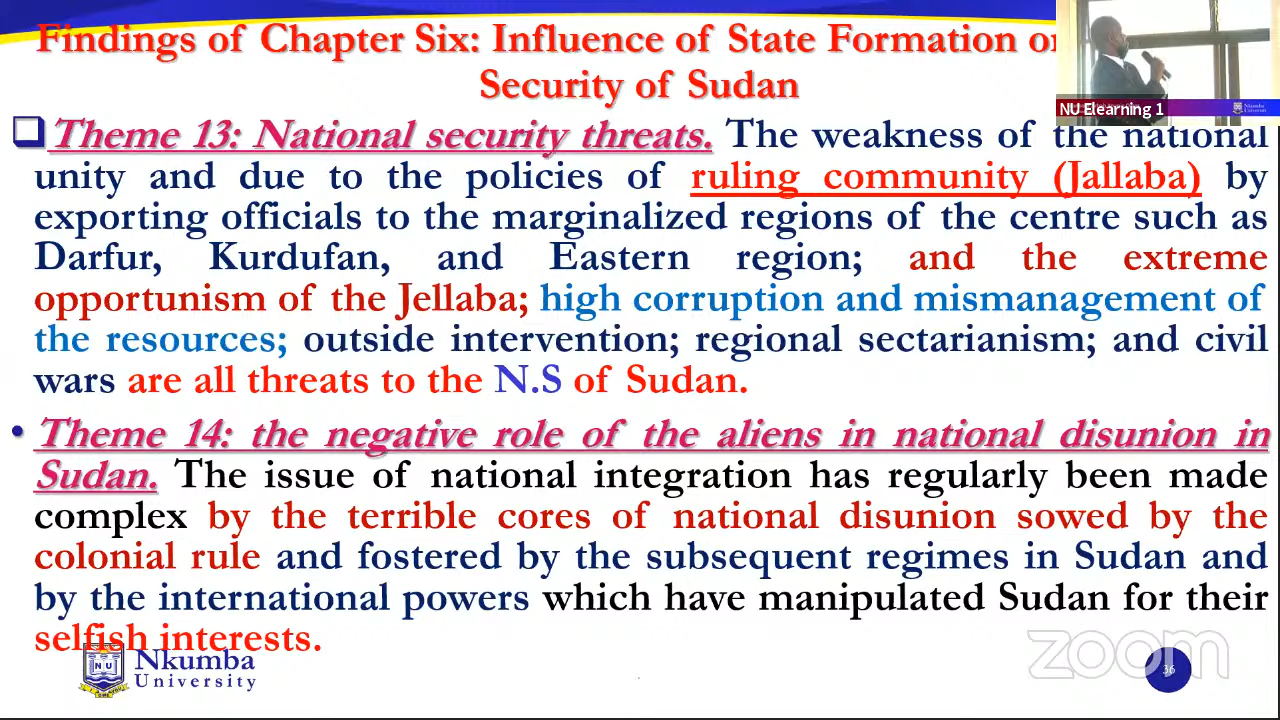 Findings of Chapter Six: Influence of State Formation on
Security of Sudan
NU Elearning 1
Theme 13: National security threats. The weakness of the national
unity and due to the policies of ruling community (Jallaba) by
exporting officials to the marginalized regions of the centre such as
Darfur, Kurdufan, and Eastern region; and the extreme
opportunism of the Jellaba; high corruption and mismanagement of
the resources; outside intervention; regional sectarianism; and civil
wars are all threats to the N.S of Sudan.
• Theme 14: the negative role of the aliens in national disunion in
Sudan. The issue of national integration has regularly been made
complex by the terrible cores of national disunion sowed by the
colonial rule and fostered by the subsequent regimes in Sudan and
by the international powers which have manipulated Sudan for their
selfish interests.
Nkumba
University
zoom
36